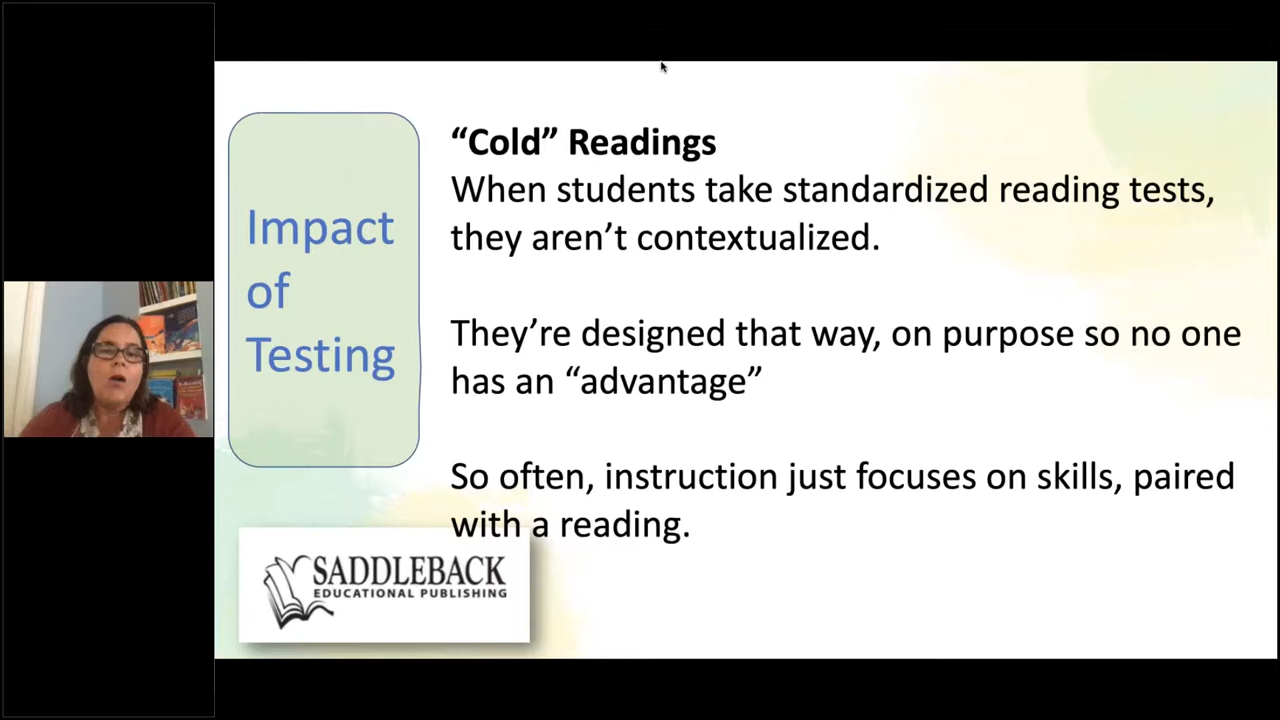 Impact
of
Testing
“Cold” Readings
When students take standardized reading tests,
they aren’t contextualized.
They’re designed that way, on purpose so no one
has an “advantage”
So often, instruction just focuses on skills, paired
with a reading.
SADDLEBACK
EDUCATIONAL PUBLISHING